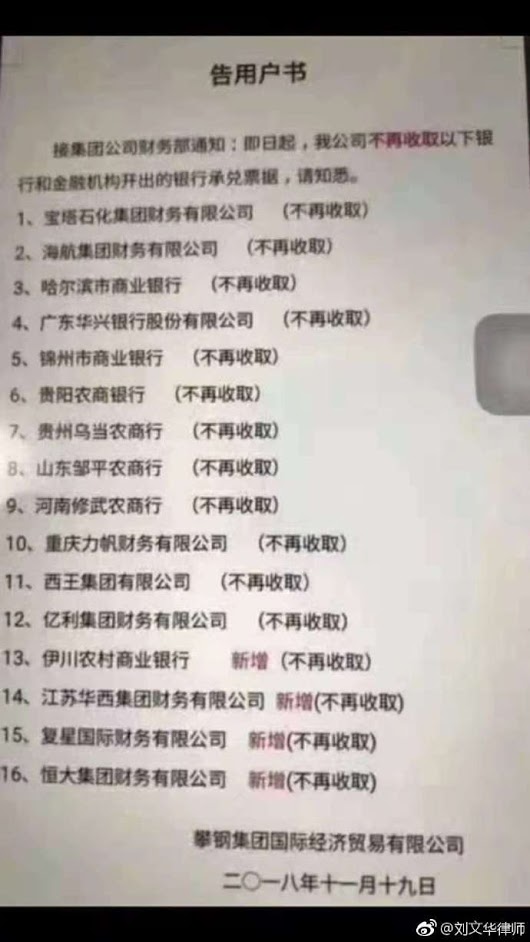 告用户书
接集团公司财务部通知：即日起，我公司不再收取以下银
行和金融机构开出的银行承兑票据，请知悉。
1、宝塔石化集团财务有限公司 （不再收取）
2、海航集团财务有限公司 （不再收取）
3、哈尔滨市商业银行 （不再收取）
4、广东华兴银行股份有限公司 （不再收取）
5、锦州市商业银行 （不再收取）
6、贵阳农商银行 （不再收取）
7、贵州乌当农商行 （不再收取）
8、山东邹平农商行 （不再收取）
9、河南修武农商行 （不再收取）
10、重庆力帆财务有限公司 （不再收取）
11、西王集团有限公司 （不再收取）
12、亿利集团财务有限公司 （不再收取）
13、伊川农村商业银行 新增（不再收取）
14、江苏华西集团财务有限公司 新增(不再收取)
15、复星国际财务有限公司 新增(不再收取)
16、恒大集团财务有限公司 新增(不再收取)
攀钢集团国际经济贸易有限公司
二〇一八年十一月十九日
@刘文华律师